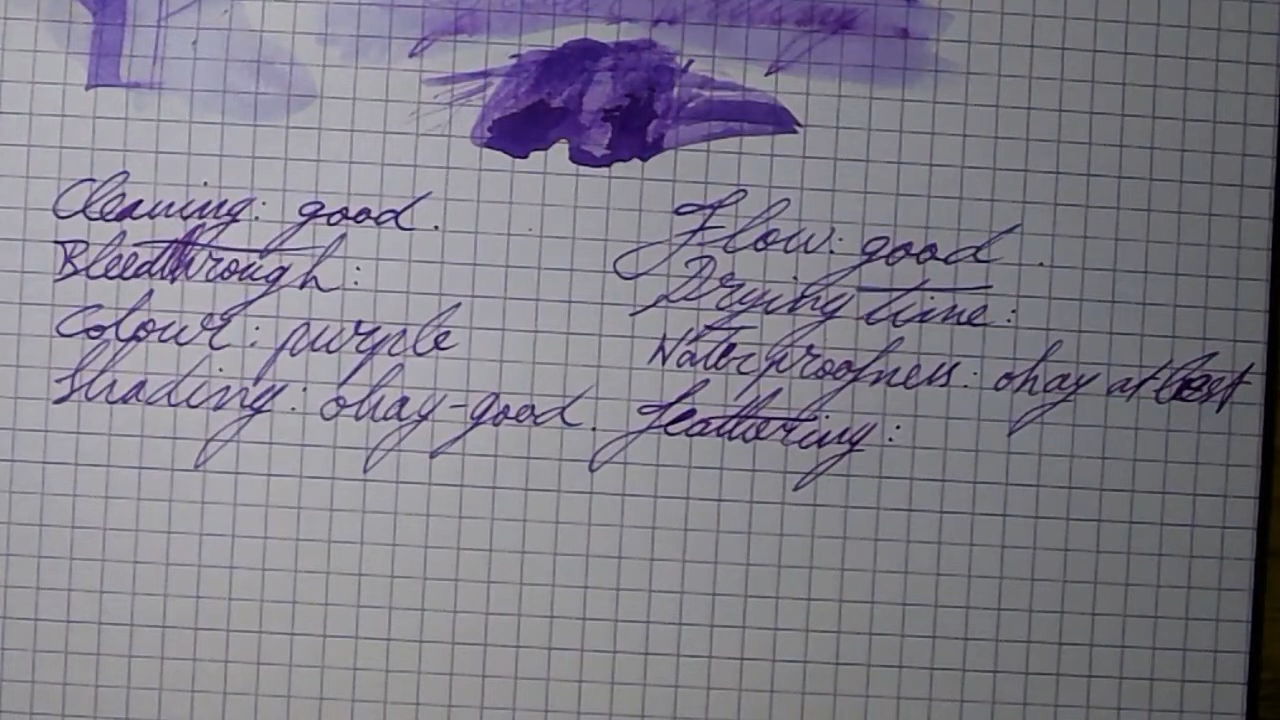 Cleaning: good.
Bleedthrough:
Colour: purple
Shading: okay-good.
Flow: good.
Drying time:
Waterproofness: okay at best
Feathering: